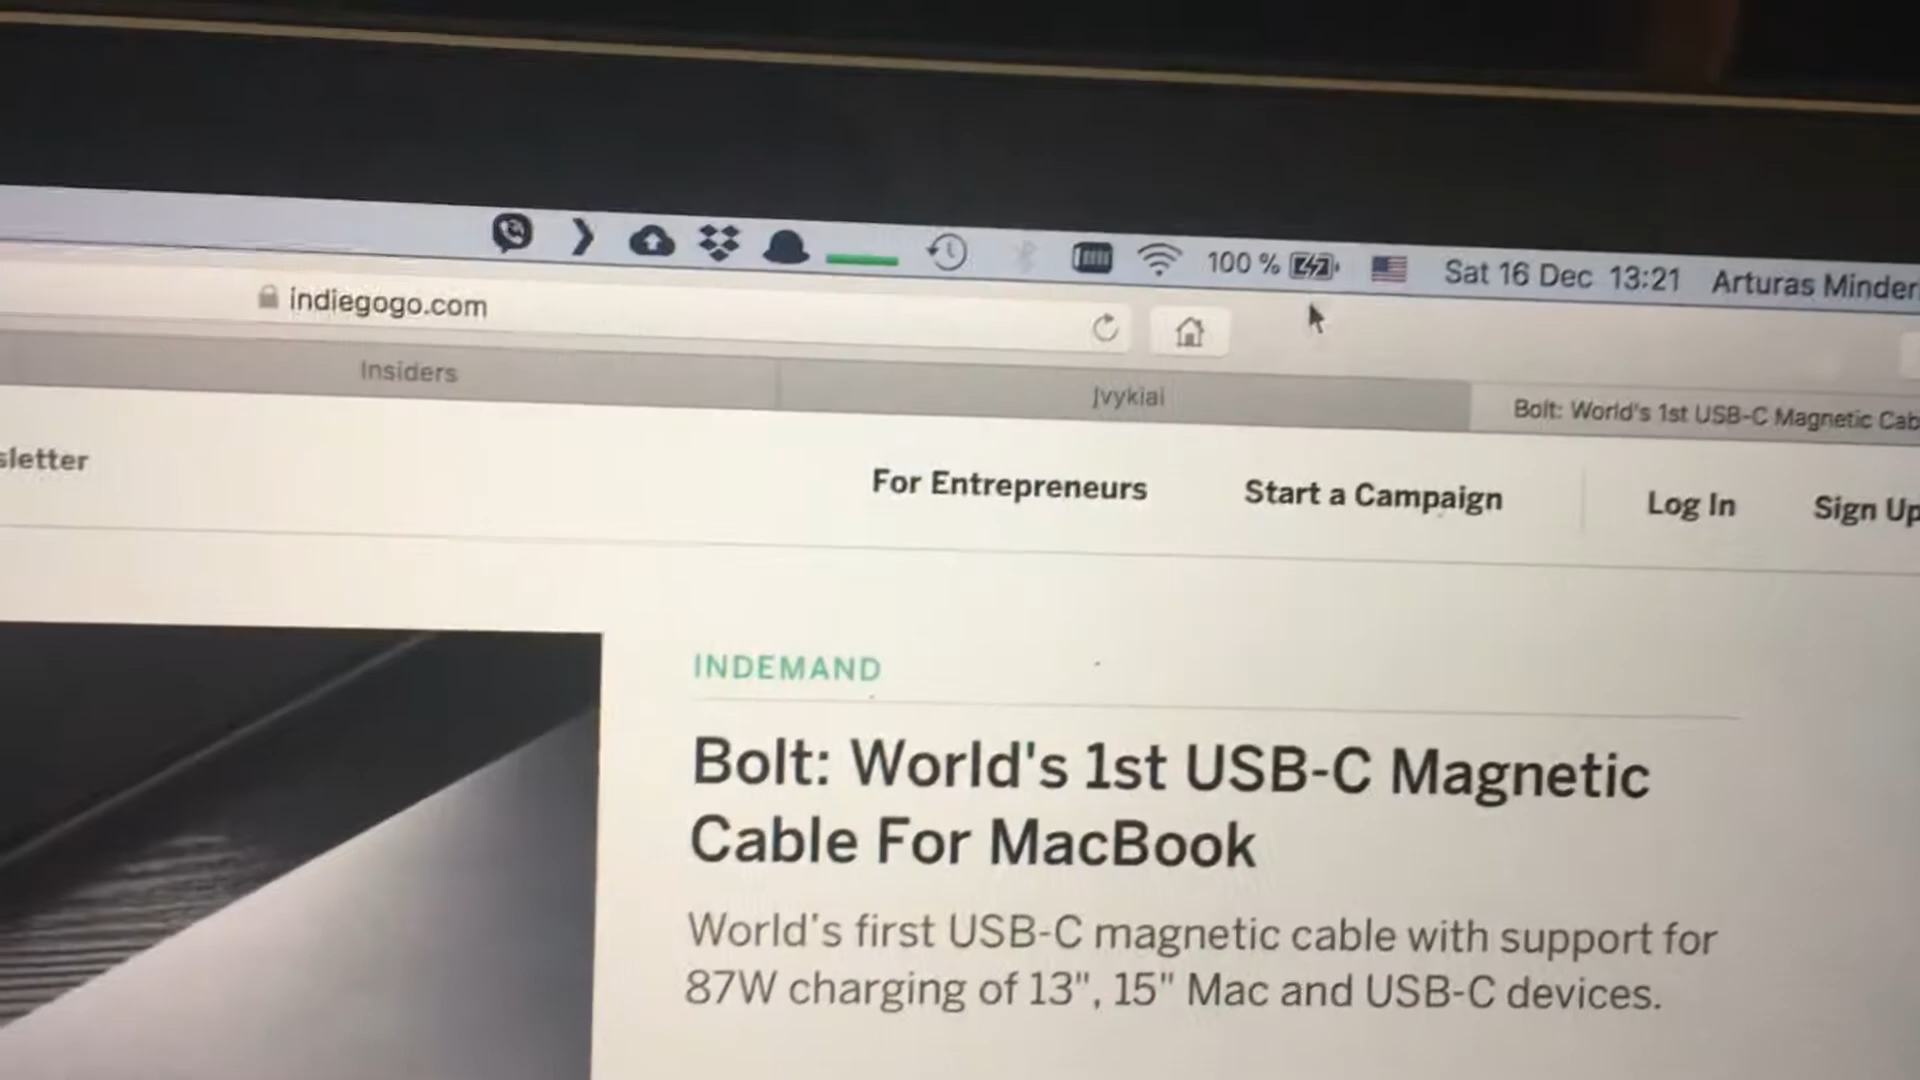 100 %
Sat 16 Dec 13:21
Arturas Minder
indiegogo.com
Insiders
Įvykiai
Bolt: World's 1st USB-C Magnetic Cab
sletter
For Entrepreneurs
Start a Campaign
Log In
Sign Up
INDEMAND
Bolt: World's 1st USB-C Magnetic
Cable For MacBook
World's first USB-C magnetic cable with support for
87W charging of 13", 15" Mac and USB-C devices.